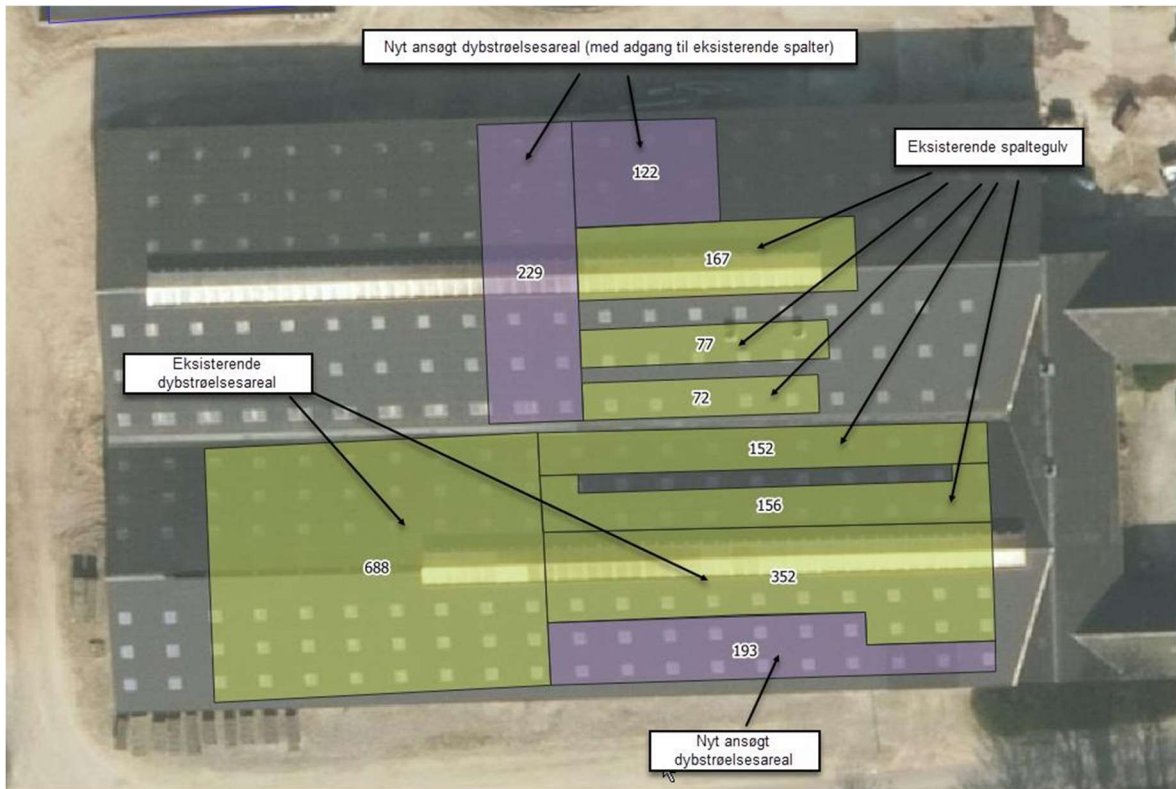 Nyt ansøgt dybstrøelsesareal (med adgang til eksisterende spalter)
Eksisterende spaltegulv
122
167
229
77
Eksisterende
dybstrøelsesareal
72
152
156
688
352
193
Nyt ansøgt
dybstrøelsesareal